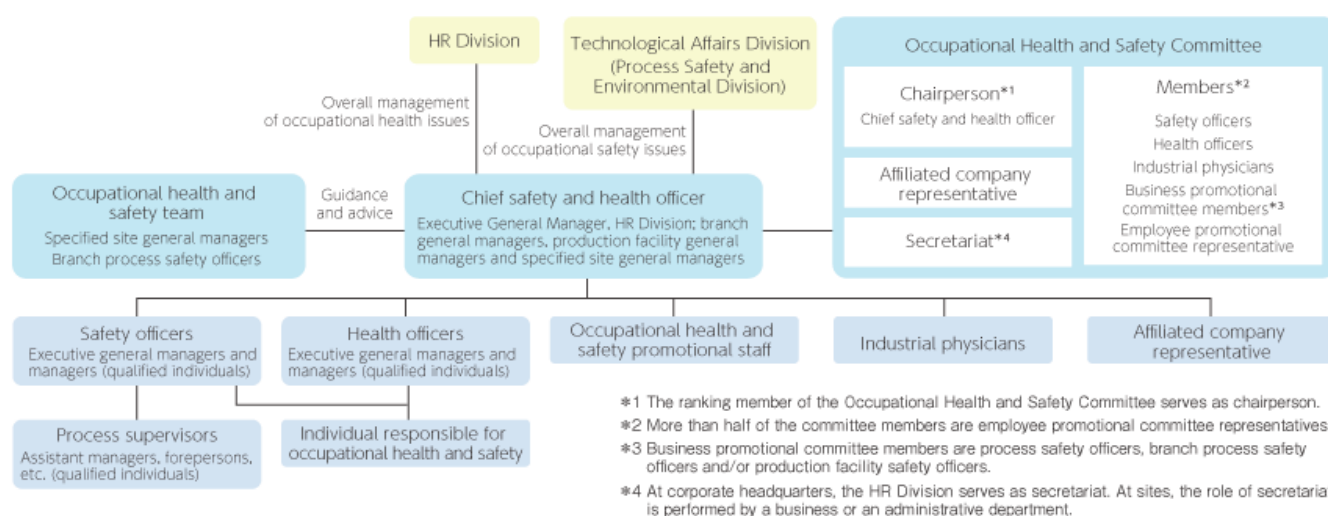 HR Division
Technological Affairs Division
(Process Safety and
Environmental Division)
Overall management
of occupational health issues
Overall management
of occupational safety issues
Occupational Health and Safety Committee
Chairperson*1
Chief safety and health officer
Affiliated company
representative
Secretariat*4
Members*2
Safety officers
Health officers
Industrial physicians
Business promotional
committee members*3
Employee promotional
committee representative
Occupational health and
safety team
Specified site general managers
Branch process safety officers
Guidance
and advice
Chief safety and health officer
Executive General Manager, HR Division; branch
general managers, production facility general
managers and specified site general managers
Safety officers
Executive general managers and
managers (qualified individuals)
Health officers
Executive general managers and
managers (qualified individuals)
Occupational health and
safety promotional staff
Industrial physicians
Affiliated company
representative
Process supervisors
Assistant managers, forepersons,
etc. (qualified individuals)
Individual responsible for
occupational health and safety
*1 The ranking member of the Occupational Health and Safety Committee serves as chairperson.
*2 More than half of the committee members are employee promotional committee representatives
*3 Business promotional committee members are process safety officers, branch process safety
officers and/or production facility safety officers.
*4 At corporate headquarters, the HR Division serves as secretariat. At sites, the role of secretaria
is performed by a business or an administrative department.